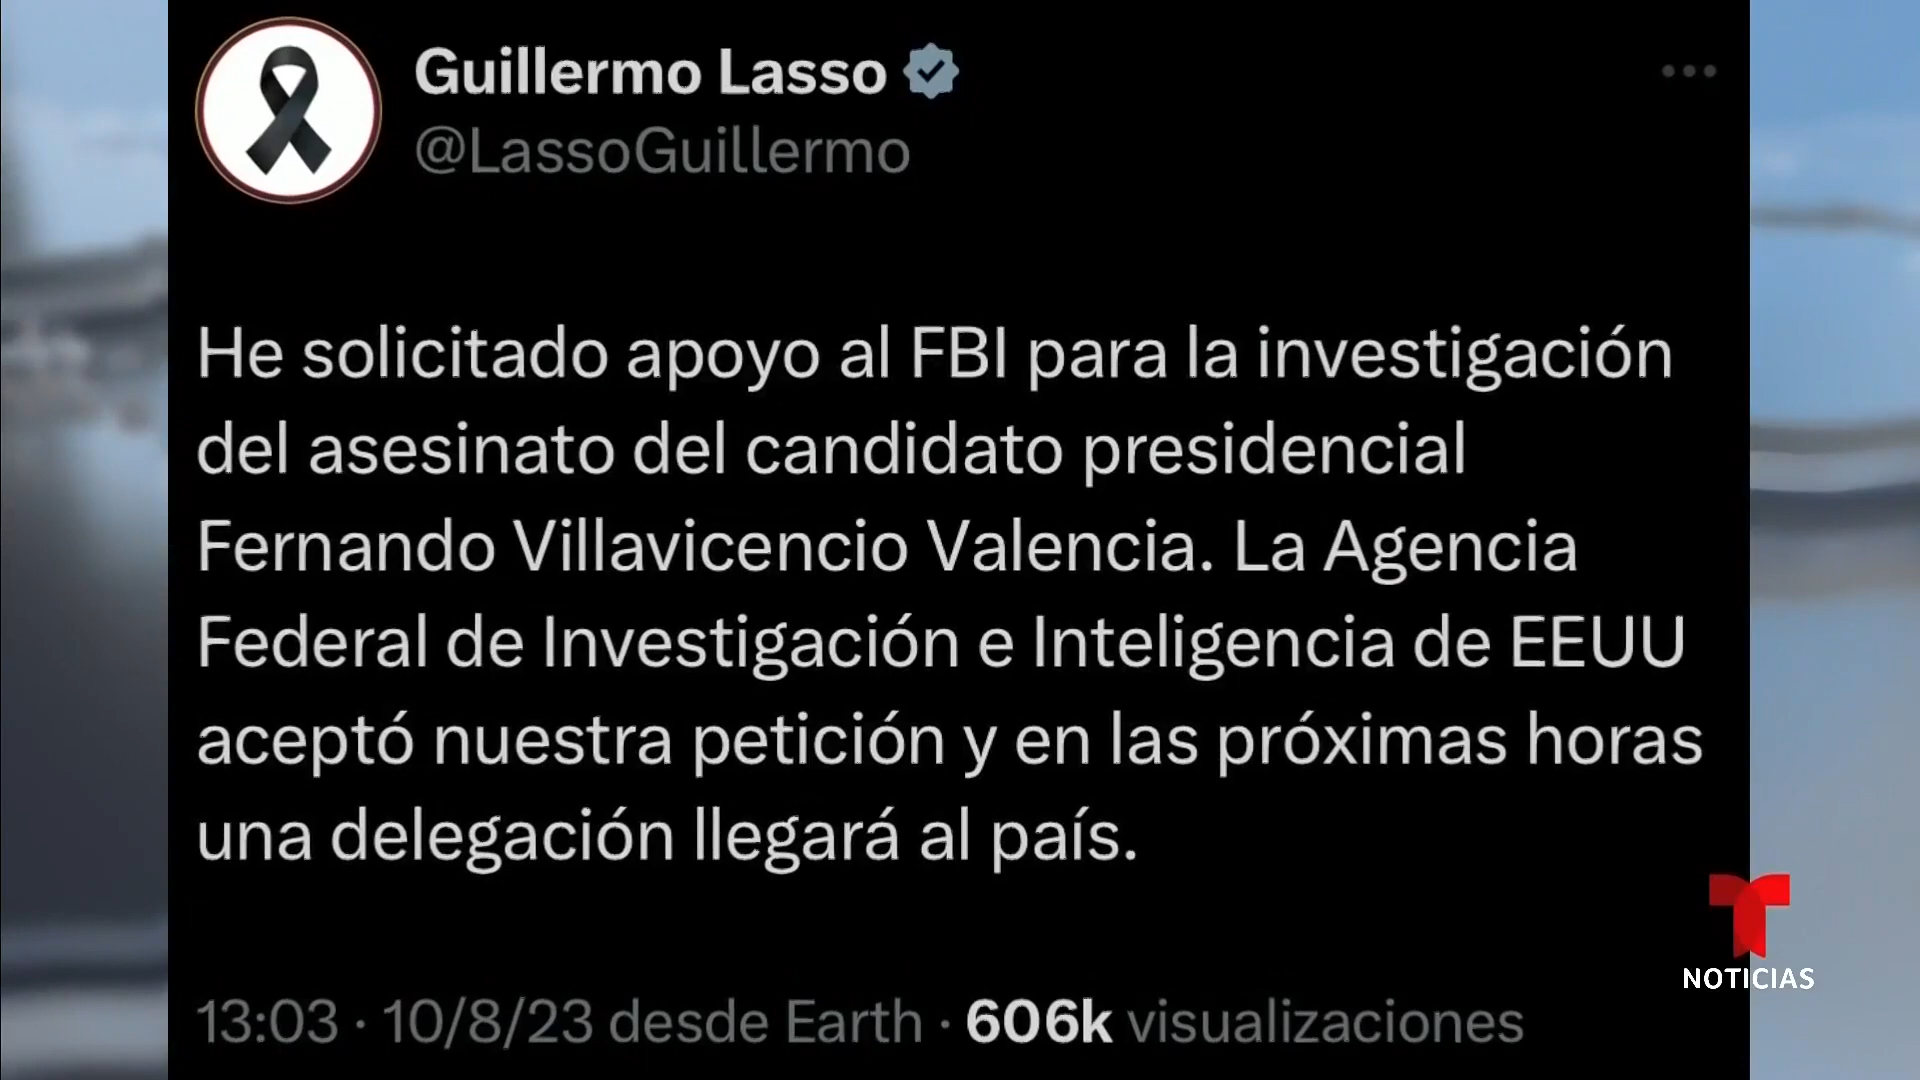 Guillermo Lasso
@LassoGuillermo
He solicitado apoyo al FBI para la investigación
del asesinato del candidato presidencial
Fernando Villavicencio Valencia. La Agencia
Federal de Investigación e Inteligencia de EEUU
aceptó nuestra petición y en las próximas horas
una delegación llegará al país.
NOTICIAS
13:03 · 10/8/23 desde Earth · 606k visualizaciones